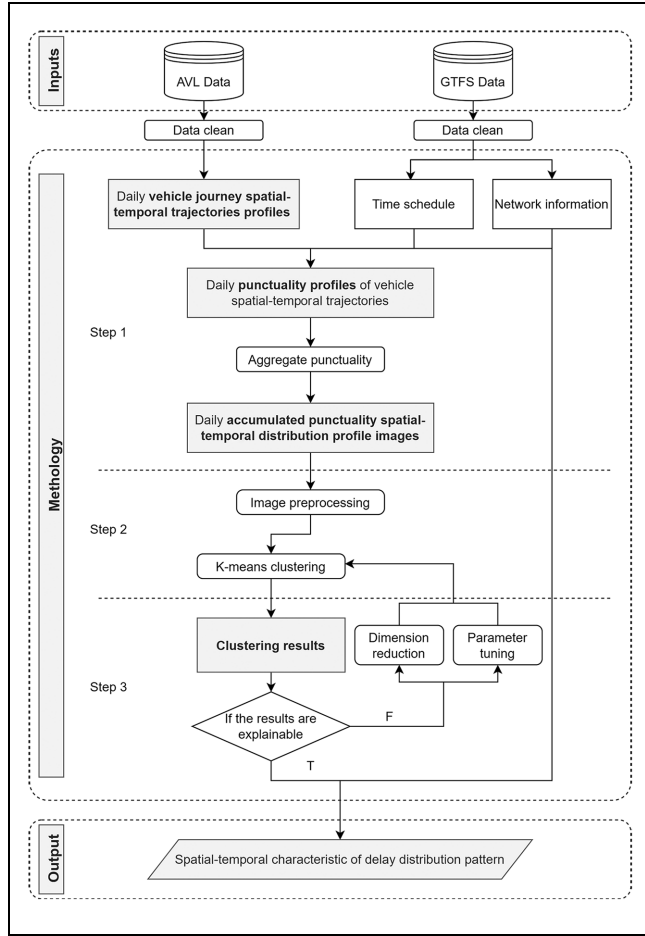 Inputs
AVL Data
GTFS Data
Data clean
Data clean
Methology
Daily vehicle journey spatial-
temporal trajectories profiles
Time schedule
Network information
Step 1
Daily punctuality profiles of vehicle
spatial-temporal trajectories
Aggregate punctuality
Daily accumulated punctuality spatial-
temporal distribution profile images
Step 2
Image preprocessing
K-means clustering
Step 3
Clustering results
Dimension
reduction
Parameter
tuning
If the results are
explainable
F
T
Output
Spatial-temporal characteristic of delay distribution pattern